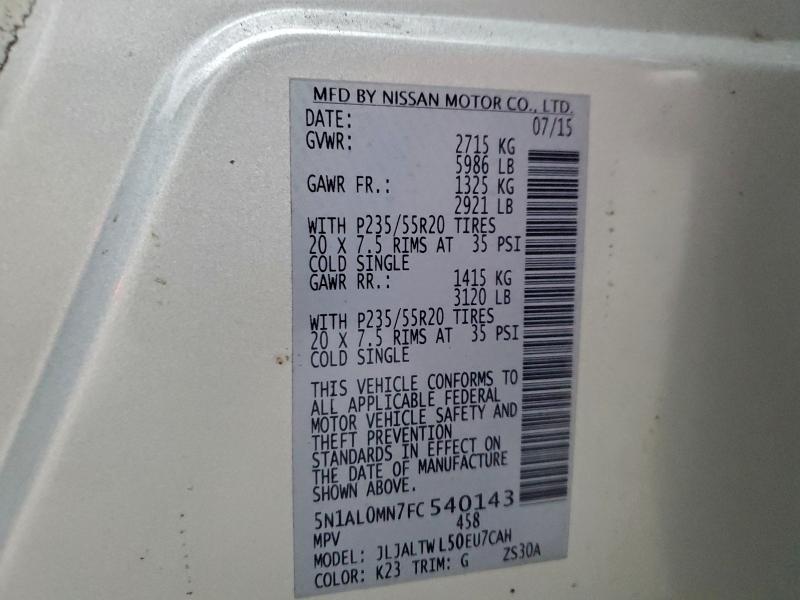 MFD BY NISSAN MOTOR CO., LTD.
DATE: 07/15
GVWR: 2715 KG
5986 LB
GAWR FR.: 1325 KG
2921 LB
WITH P235/55R20 TIRES
20 X 7.5 RIMS AT 35 PSI
COLD SINGLE
GAWR RR.: 1415 KG
3120 LB
WITH P235/55R20 TIRES
20 X 7.5 RIMS AT 35 PSI
COLD SINGLE
THIS VEHICLE CONFORMS TO
ALL APPLICABLE FEDERAL
MOTOR VEHICLE SAFETY AND
THEFT PREVENTION
STANDARDS IN EFFECT ON
THE DATE OF MANUFACTURE
SHOWN ABOVE.
5N1AL0MN7FC 540143
MPV 458
MODEL: JLJALTWL50EU7CAH
COLOR: K23 TRIM: G ZS30A